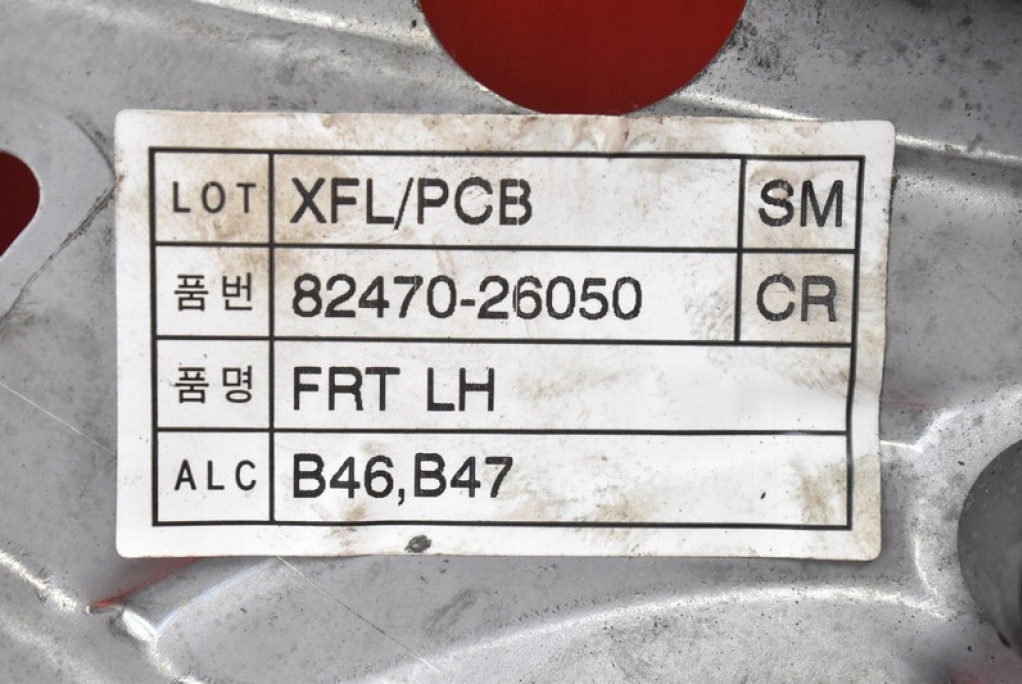 LOT XFL/PCB SM
품번 82470-26050 CR
품명 FRT LH
ALC B46,B47